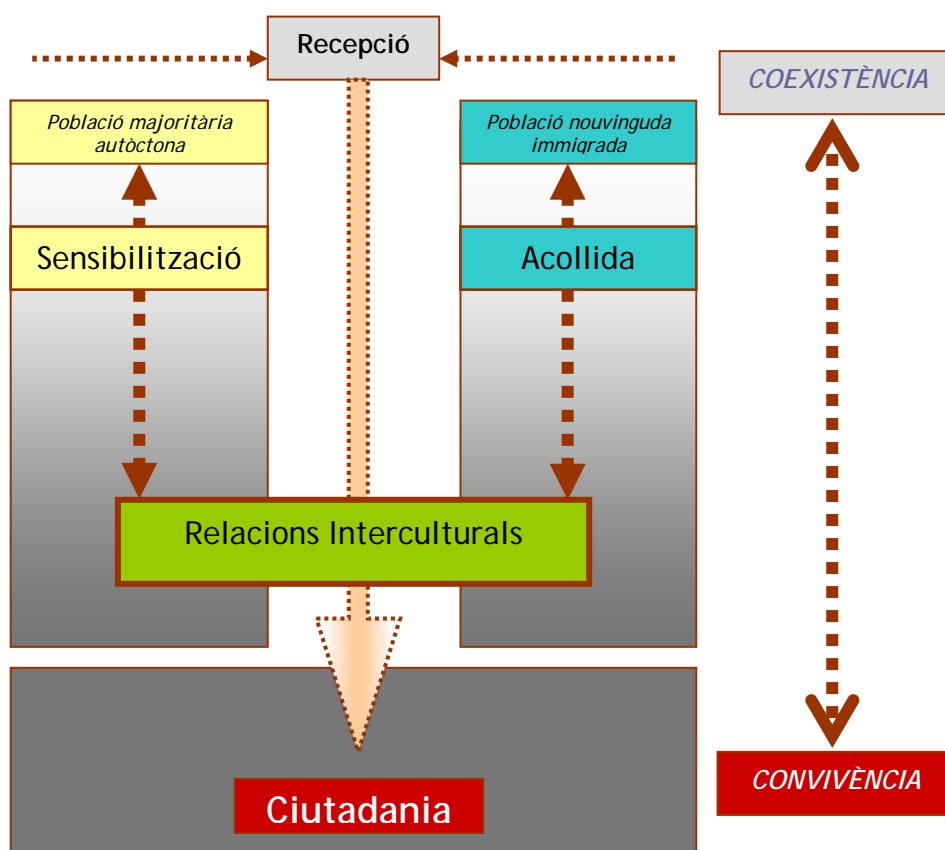 Recepció
COEXISTÈNCIA
Població majoritària
autòctona
Població nouvinguda
immigrada
Sensibilització
Acollida
Relacions Interculturals
CONVIVÈNCIA
Ciutadania